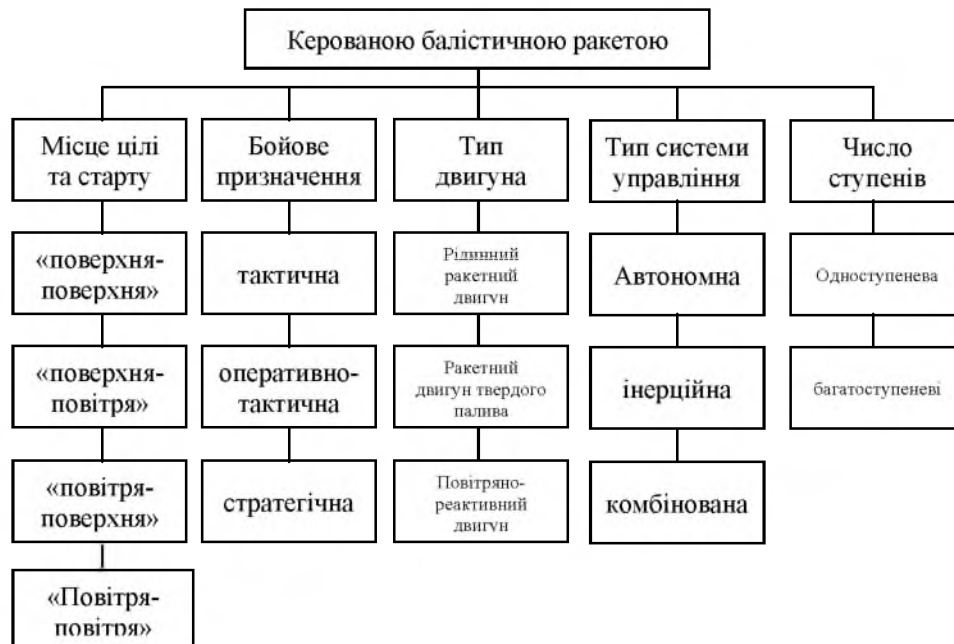 Керованою балістичною ракетою
Місце цілі
та старту
«поверхня-
поверхня»
«поверхня-
повітря»
«повітря-
поверхня»
«Повітря-
повітря»
Бойове
призначення
тактична
оперативно-
тактична
стратегічна
Тип
двигуна
Рідинний
ракетний
двигун
Ракетний
двигун твердого
палива
Повітряно-
реактивний
двигун
Тип системи
управління
Автономна
інерційна
комбінована
Число
ступенів
Одноступенева
багатоступеневі